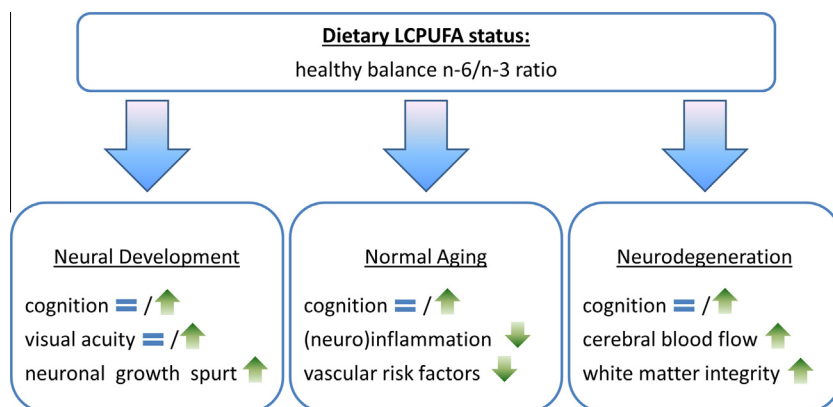 Dietary LCPUFA status:
healthy balance n-6/n-3 ratio
Neural Development
cognition = /
visual acuity = /
neuronal growth spurt
Normal Aging
cognition = /
(neuro)inflammation
vascular risk factors
Neurodegeneration
cognition = /
cerebral blood flow
white matter integrity